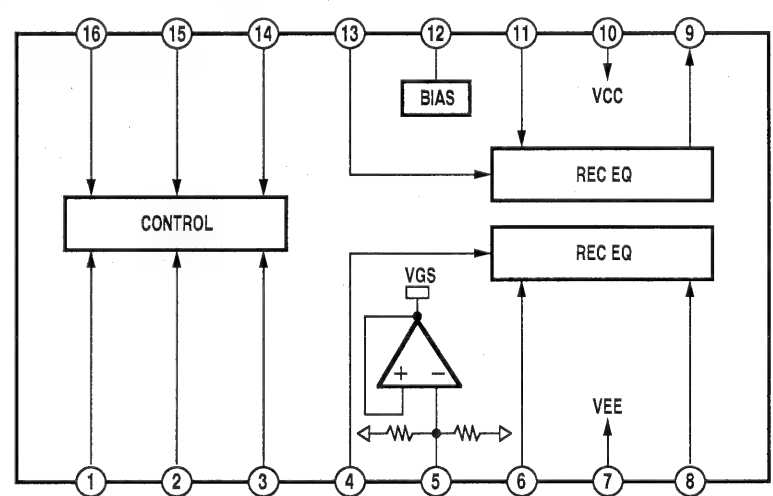 16 15 14 13 12 11 10 9
BIAS
VCC
REC EQ
CONTROL
REC EQ
VGS
+ −
VEE
1 2 3 4 5 6 7 8